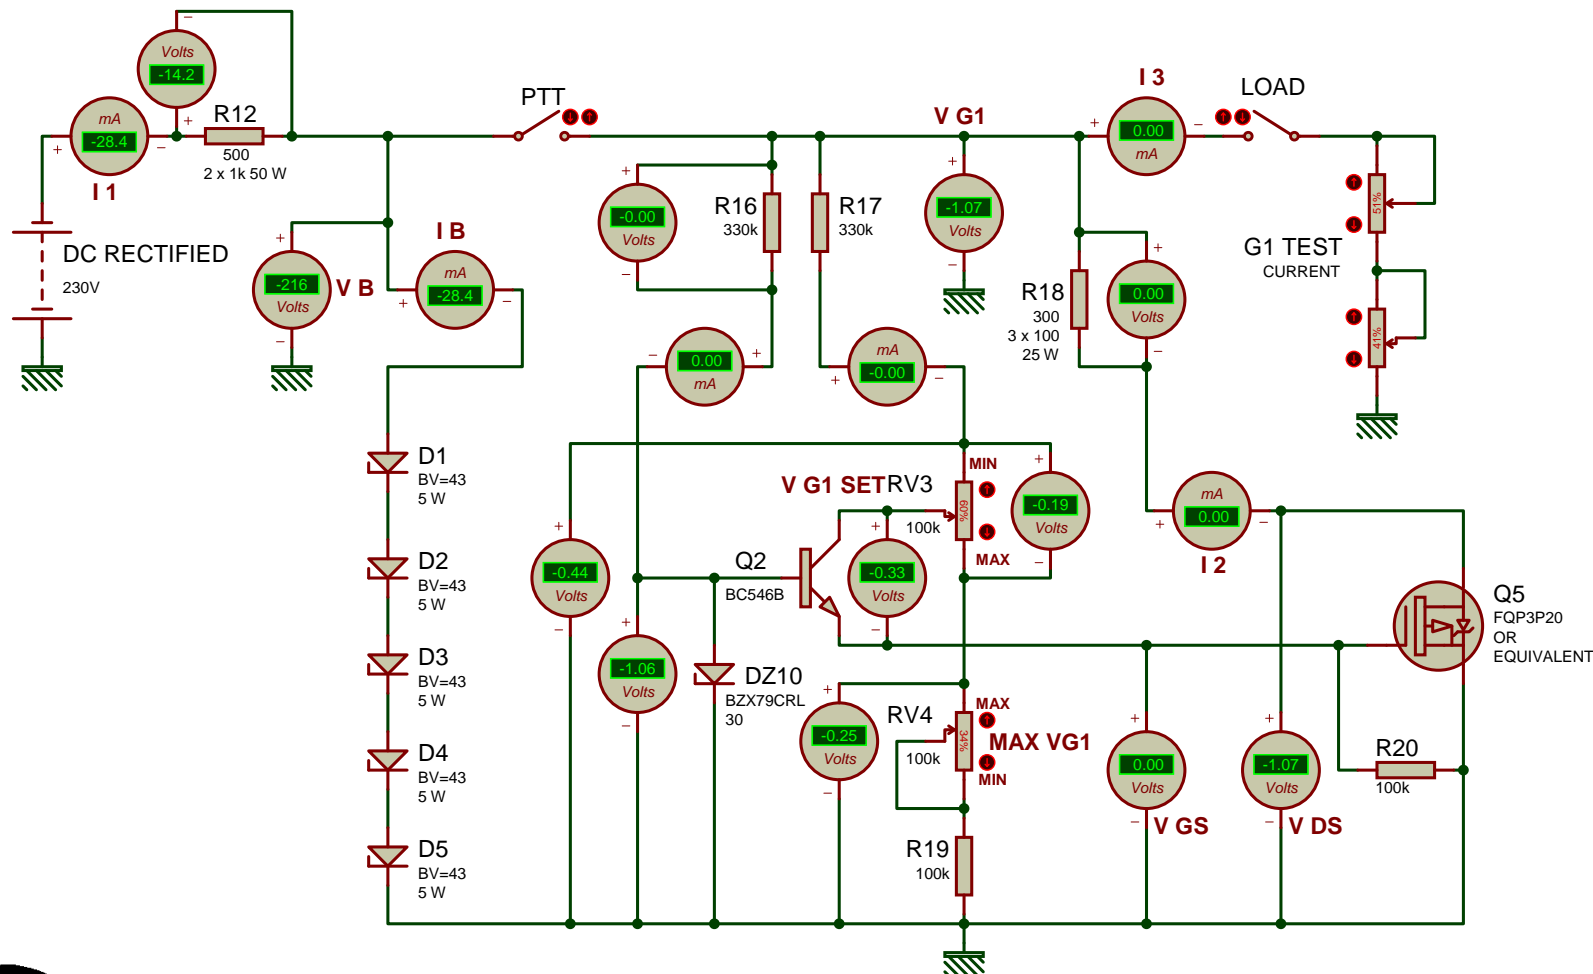 Volts
-14.2
mA
-28.4
I 1
R12
500
2 x 1k 50 W
PTT
V G1
I 3
0.00
mA
LOAD
DC RECTIFIED
230V
-216
Volts
V B
I B
mA
-28.4
-0.00
Volts
R16
330k
R17
330k
-1.07
Volts
R18
300
3 x 100
25 W
0.00
Volts
51%
G1 TEST
CURRENT
41%
0.00
mA
mA
-0.00
D1
BV=43
5 W
D2
BV=43
5 W
D3
BV=43
5 W
D4
BV=43
5 W
D5
BV=43
5 W
MIN
V G1 SET
RV3
100k
60%
MAX
-0.19
Volts
mA
0.00
I 2
-0.44
Volts
Q2
BC546B
-0.33
Volts
Q5
FQP3P20
OR
EQUIVALENT
-1.06
Volts
DZ10
BZX79CRL
30
-0.25
Volts
RV4
100k
MAX
34%
MAX VG1
MIN
0.00
Volts
V GS
-1.07
Volts
V DS
R20
100k
R19
100k